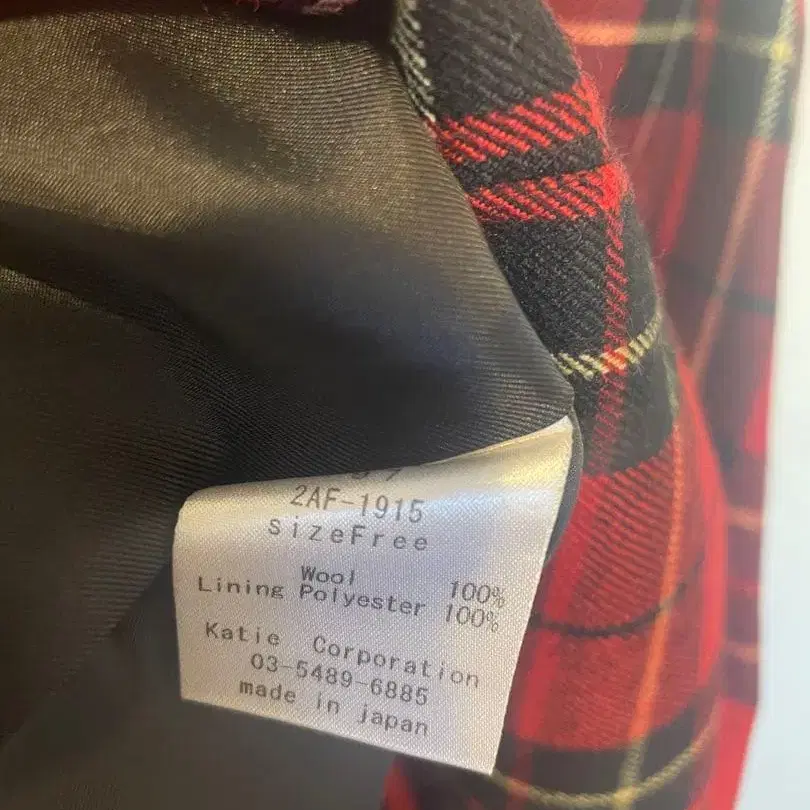 2AF-1915
sizeFree
Wool 100%
Lining Polyester 100%
Katie Corporation
03-5489-6885
made in japan